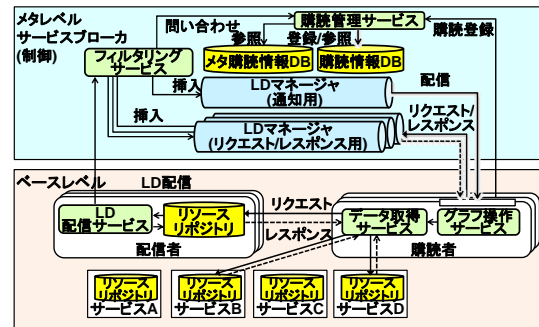 メタレベル
サービスブローカ
(制御)
問い合わせ
購読管理サービス
購読登録
参照
登録/参照
フィルタリング
サービス
メタ購読情報DB
購読情報DB
挿入
LDマネージャ
(通知用)
配信
挿入
LDマネージャ
(リクエスト/レスポンス用)
リクエスト/
レスポンス
ベースレベル
LD配信
LD
配信サービス
リソース
リポジトリ
配信者
リクエスト
レスポンス
データ取得
サービス
グラフ操作
サービス
購読者
リソース
リポジトリ
サービスA
リソース
リポジトリ
サービスB
リソース
リポジトリ
サービスC
リソース
リポジトリ
サービスD